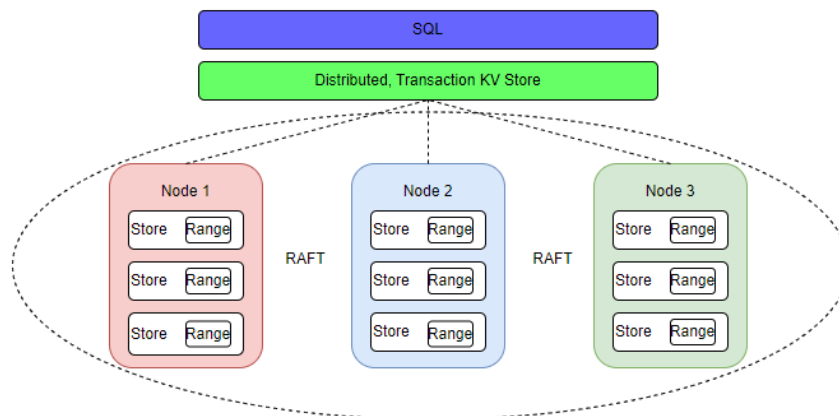 SQL
Distributed, Transaction KV Store
Node 1
Store Range
Store Range
Store Range
RAFT
Node 2
Store Range
Store Range
Store Range
RAFT
Node 3
Store Range
Store Range
Store Range